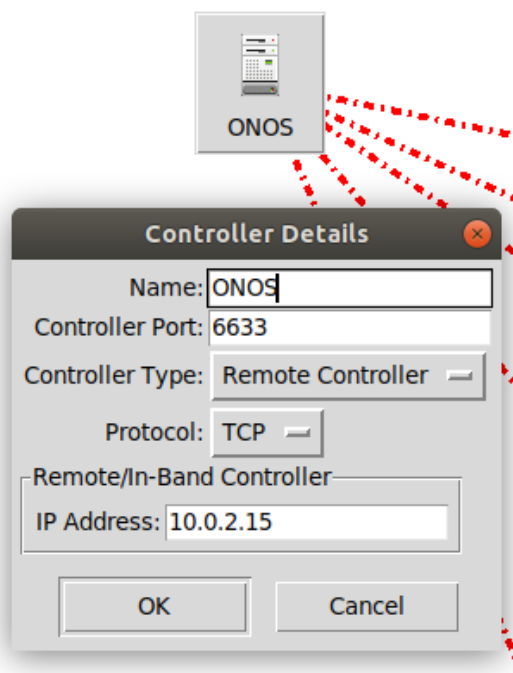 ONOS
Controller Details
Name: ONOS
Controller Port: 6633
Controller Type: Remote Controller
Protocol: TCP
Remote/In-Band Controller
IP Address: 10.0.2.15
OK Cancel